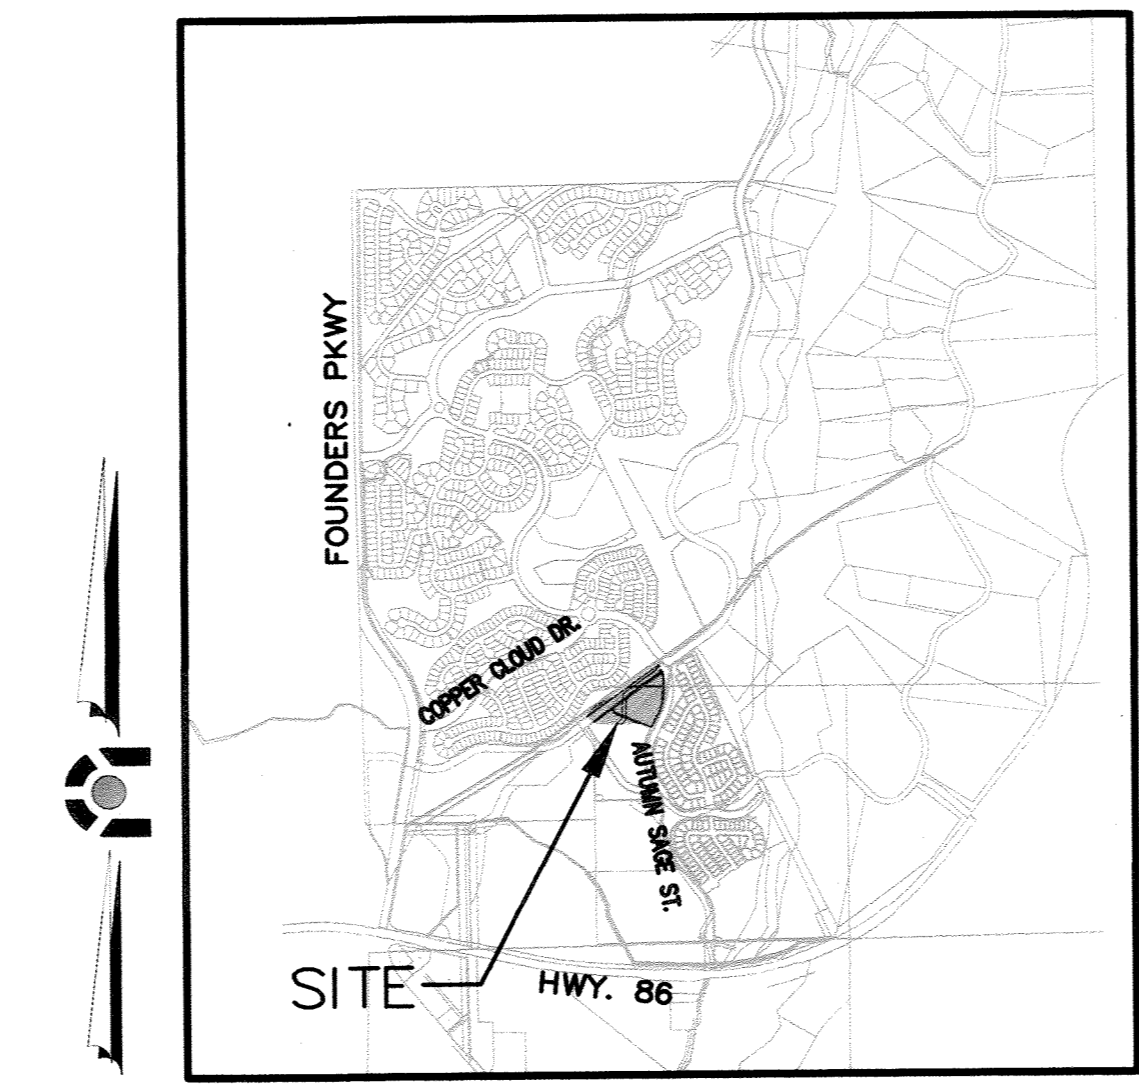 FOUNDERS PKWY
COPPER CLOUD DR.
AUTUMN SAGE ST.
SITE
HWY. 86